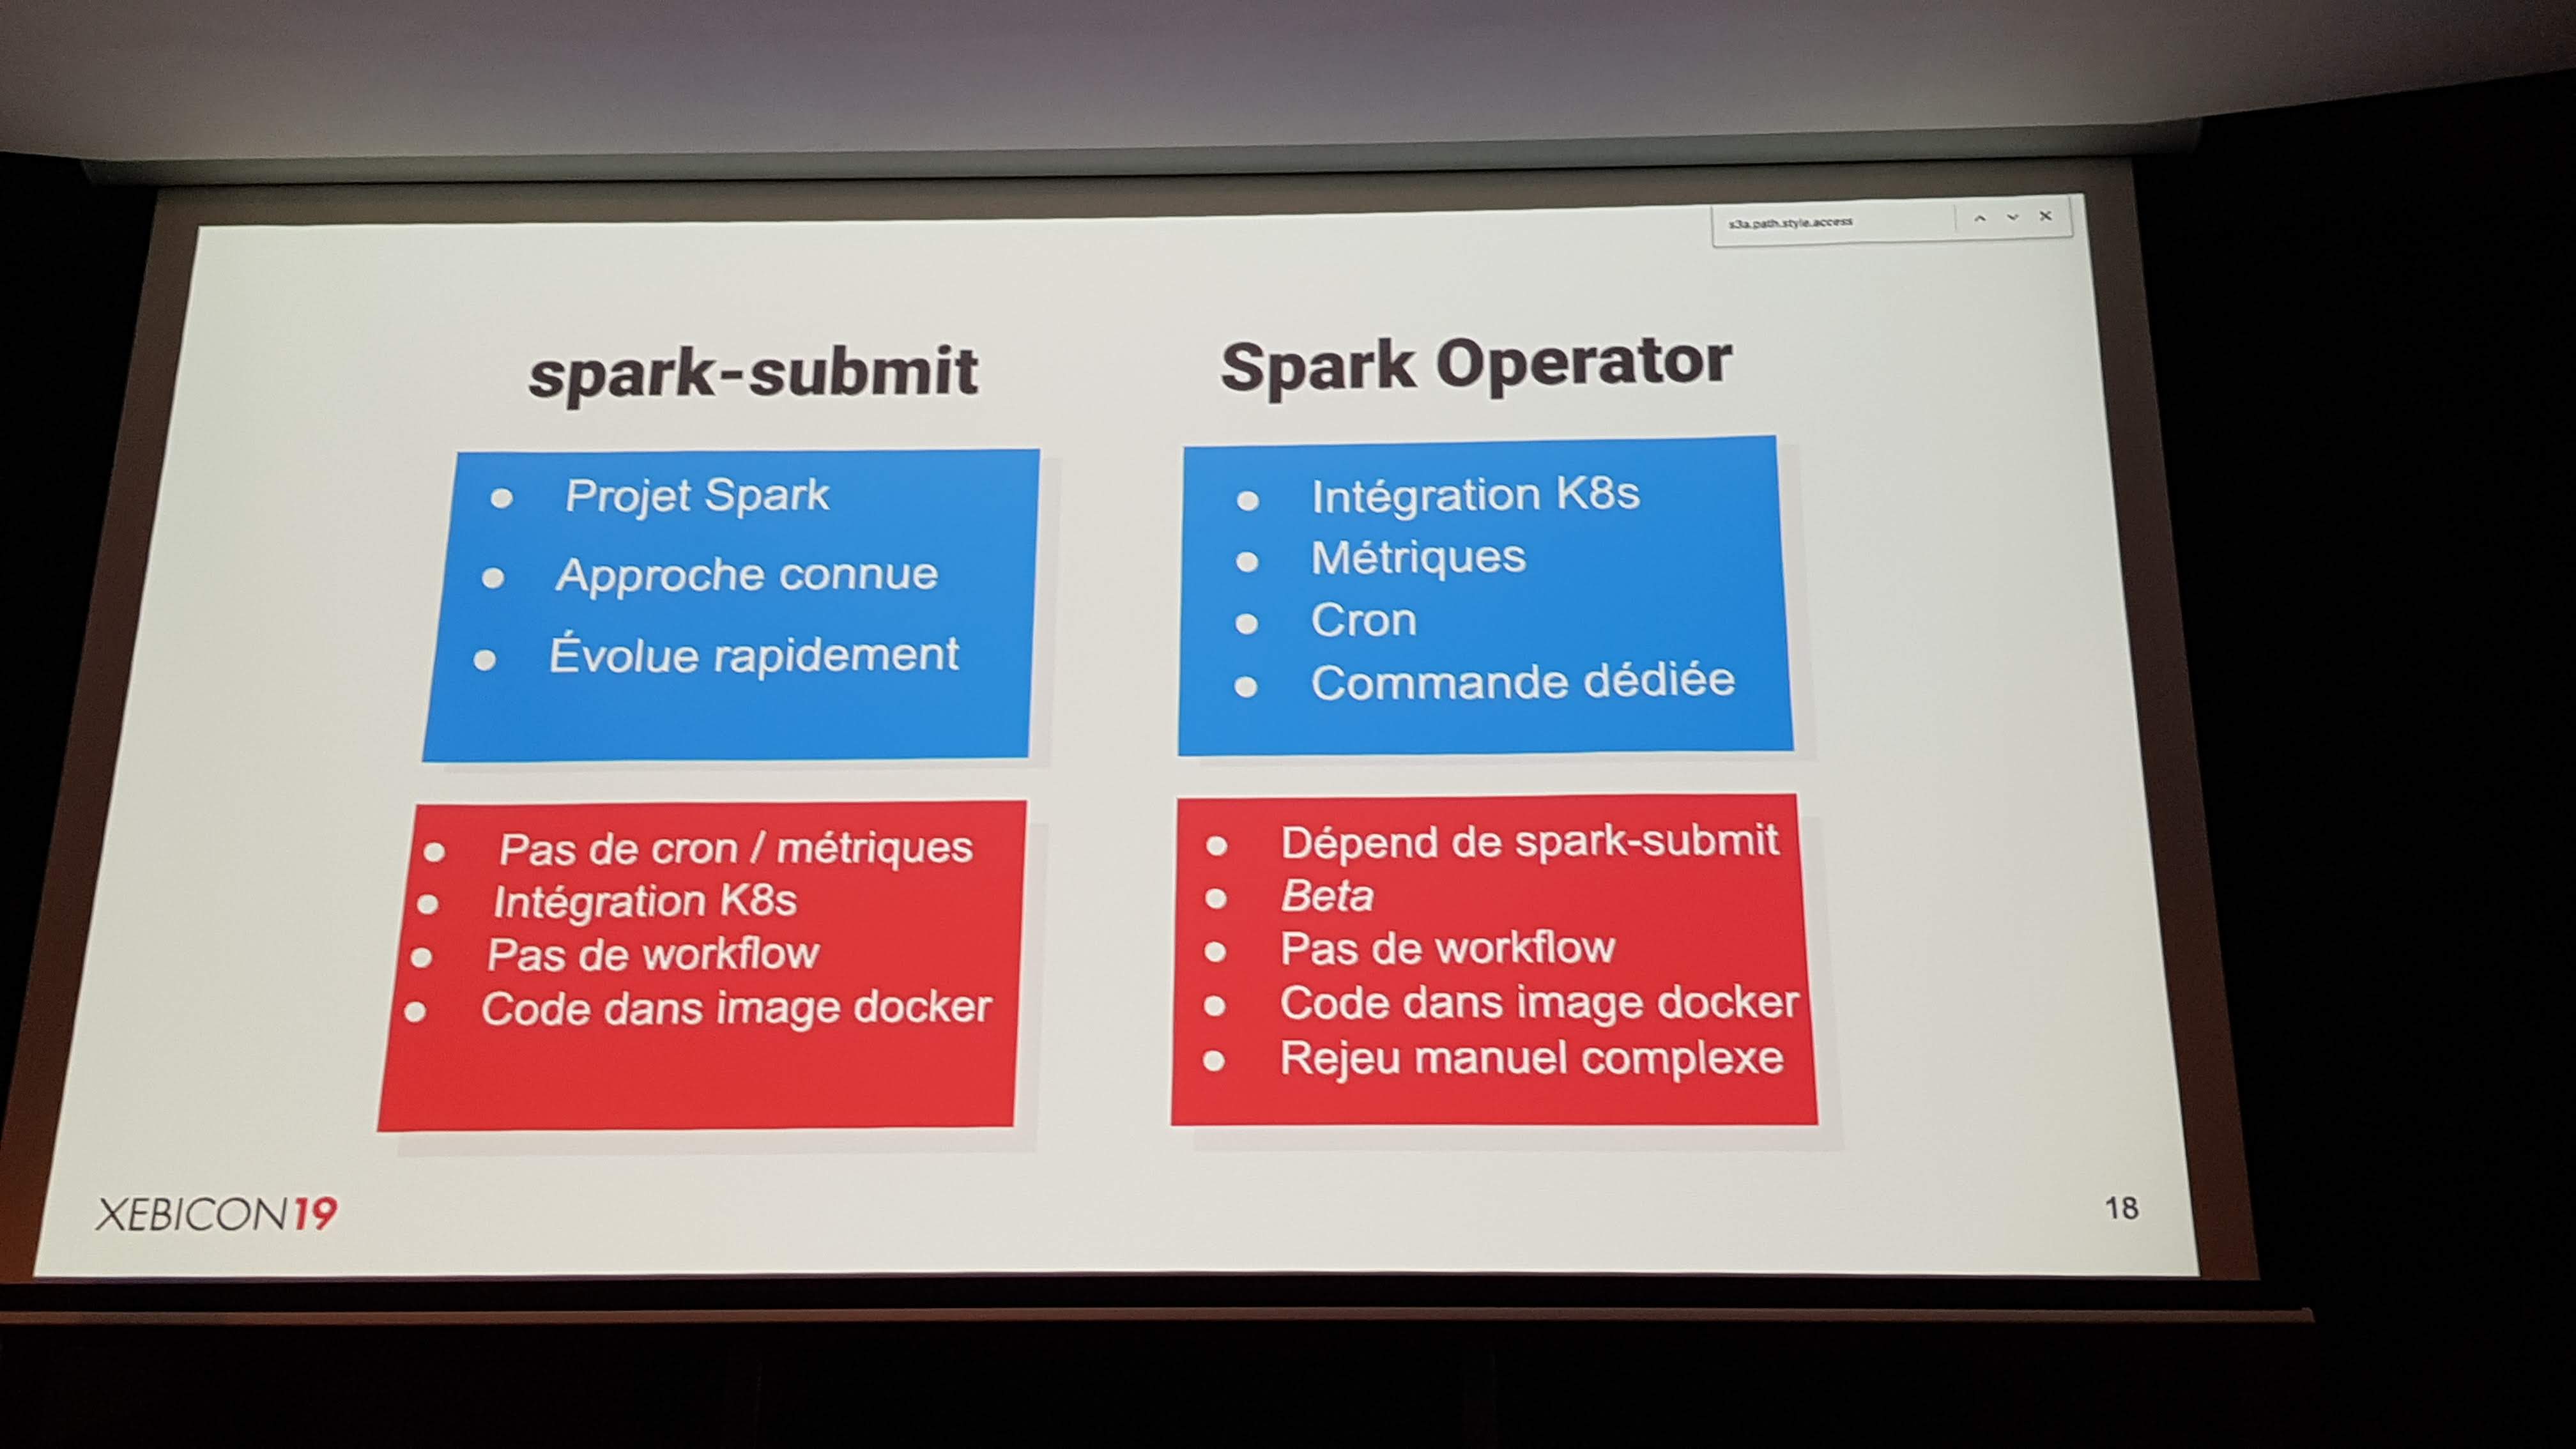 s3a.path.style.access
spark-submit
Projet Spark
Approche connue
Évolue rapidement
Pas de cron / métriques
Intégration K8s
Pas de workflow
Code dans image docker
Spark Operator
Intégration K8s
Métriques
Cron
Commande dédiée
Dépend de spark-submit
Beta
Pas de workflow
Code dans image docker
Rejeu manuel complexe
XEBICON19
18